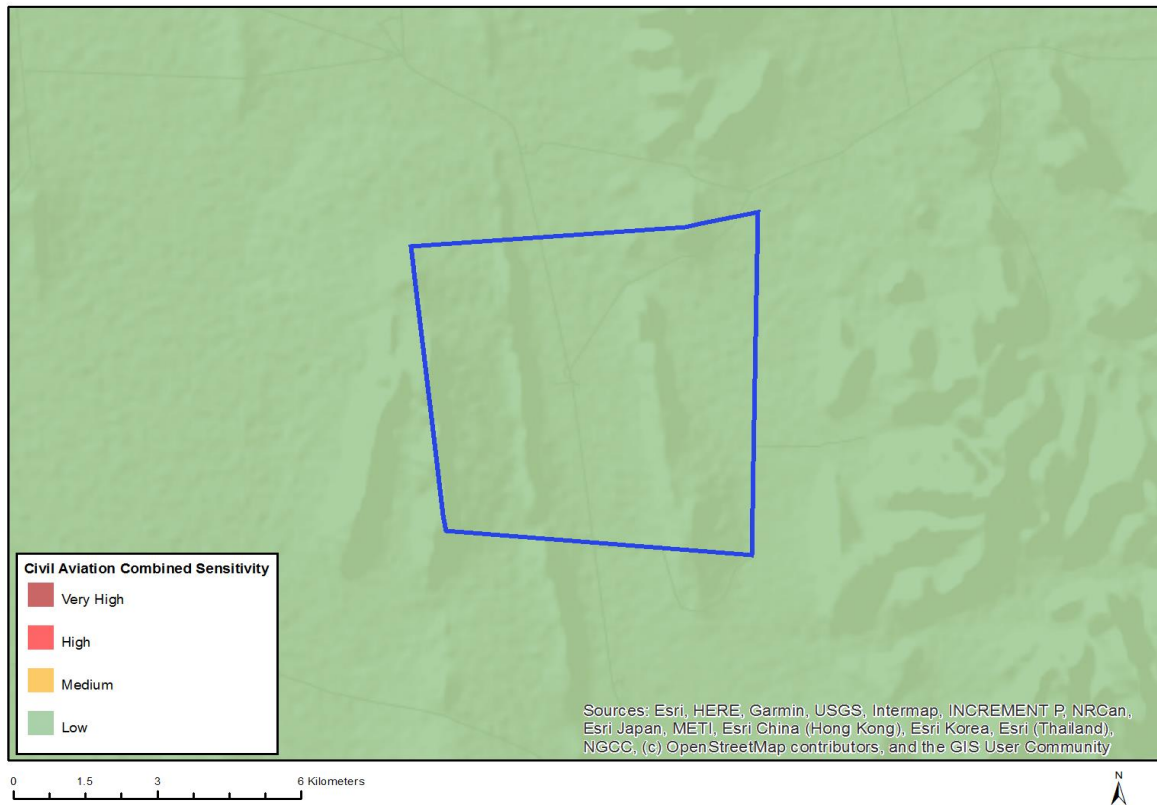 Civil Aviation Combined Sensitivity
Very High
High
Medium
Low
Sources: Esri, HERE, Garmin, USGS, Intermap, INCREMENT P, NRCan,
Esri Japan, METI, Esri China (Hong Kong), Esri Korea, Esri (Thailand),
NGCC, (c) OpenStreetMap contributors, and the GIS User Community
0 1.5 3 6 Kilometers
N